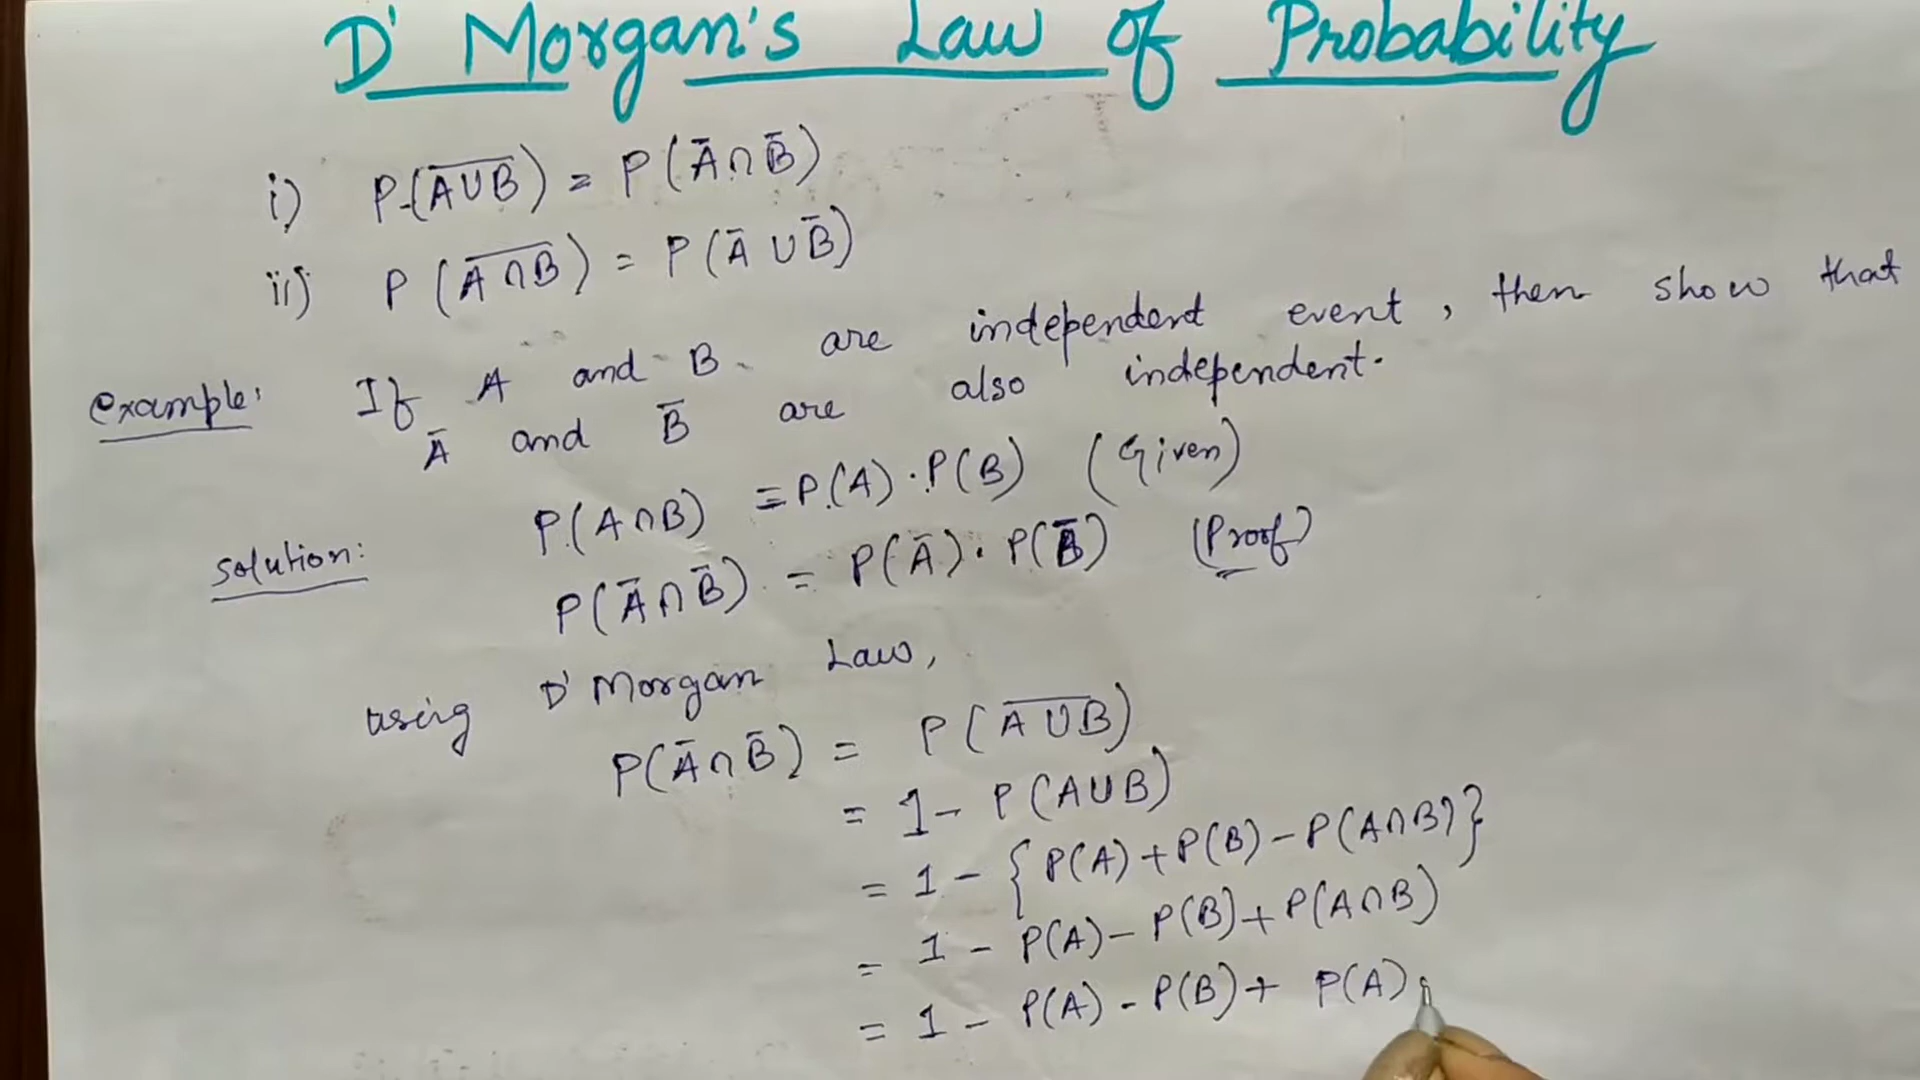 D' Morgan's Law of Probability
i) P(A̅U̅B̅) = P(Ā∩B̄)
ii) P(A̅∩̅B̅) = P(Ā∪B̄)
example: If A and B are independent event, then show that
Ā and B̄ are also independent.
solution: P(A∩B) = P(A)·P(B) (Given)
P(Ā∩B̄) = P(Ā)·P(B̄) (Proof)
using D' Morgan Law,
P(Ā∩B̄) = P(A̅U̅B̅)
= 1 - P(AUB)
= 1 - {P(A)+P(B)-P(A∩B)}
= 1 - P(A) - P(B) + P(A∩B)
= 1 - P(A) - P(B) + P(A).